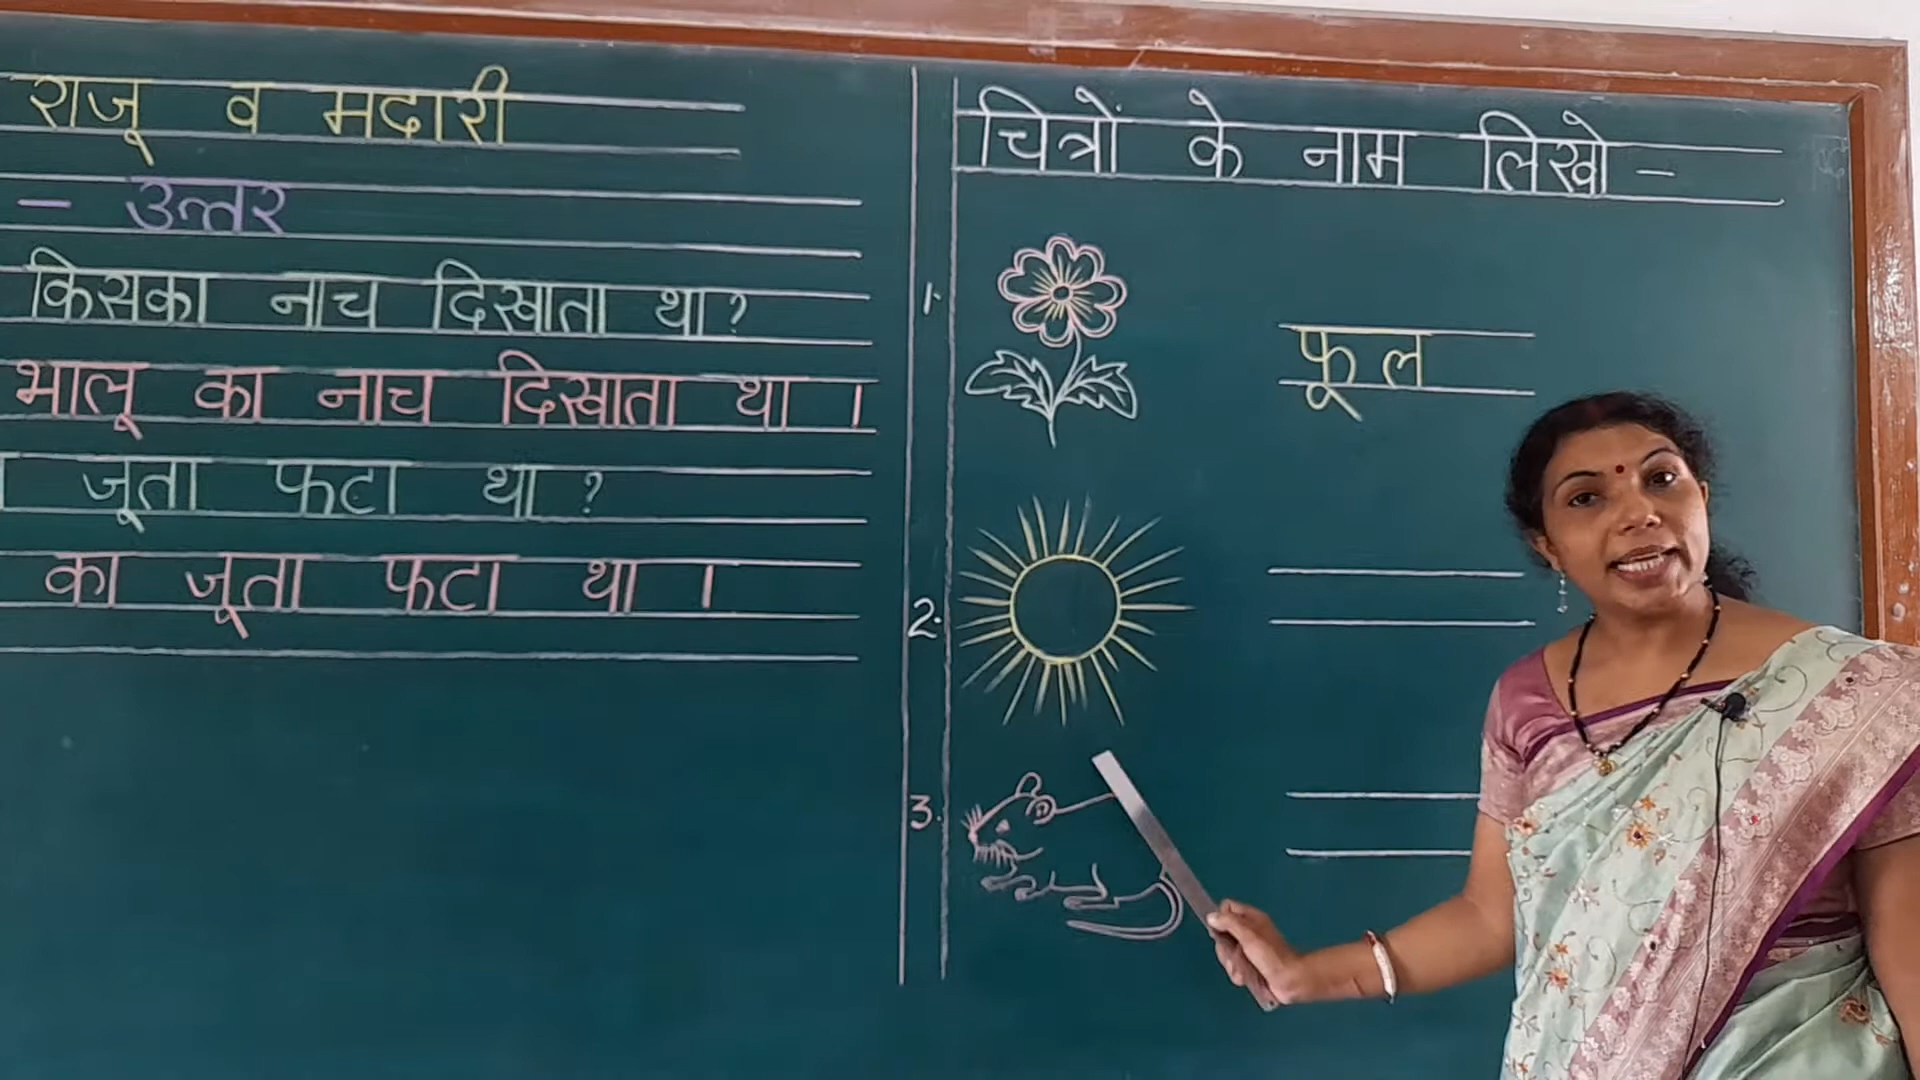 राजू व मदारी
– उत्तर
किसका नाच दिखाता था?
भालू का नाच दिखाता था ।
जूता फटा था ?
का जूता फटा था ।
चित्रों के नाम लिखो –
1.
फूल
2.
3.